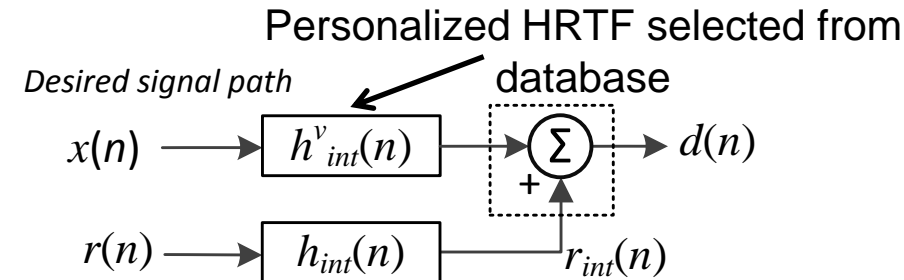 Personalized HRTF selected from
database
Desired signal path
x(n) h^v_int(n) Σ d(n)
+
r(n) h_int(n) r_int(n)